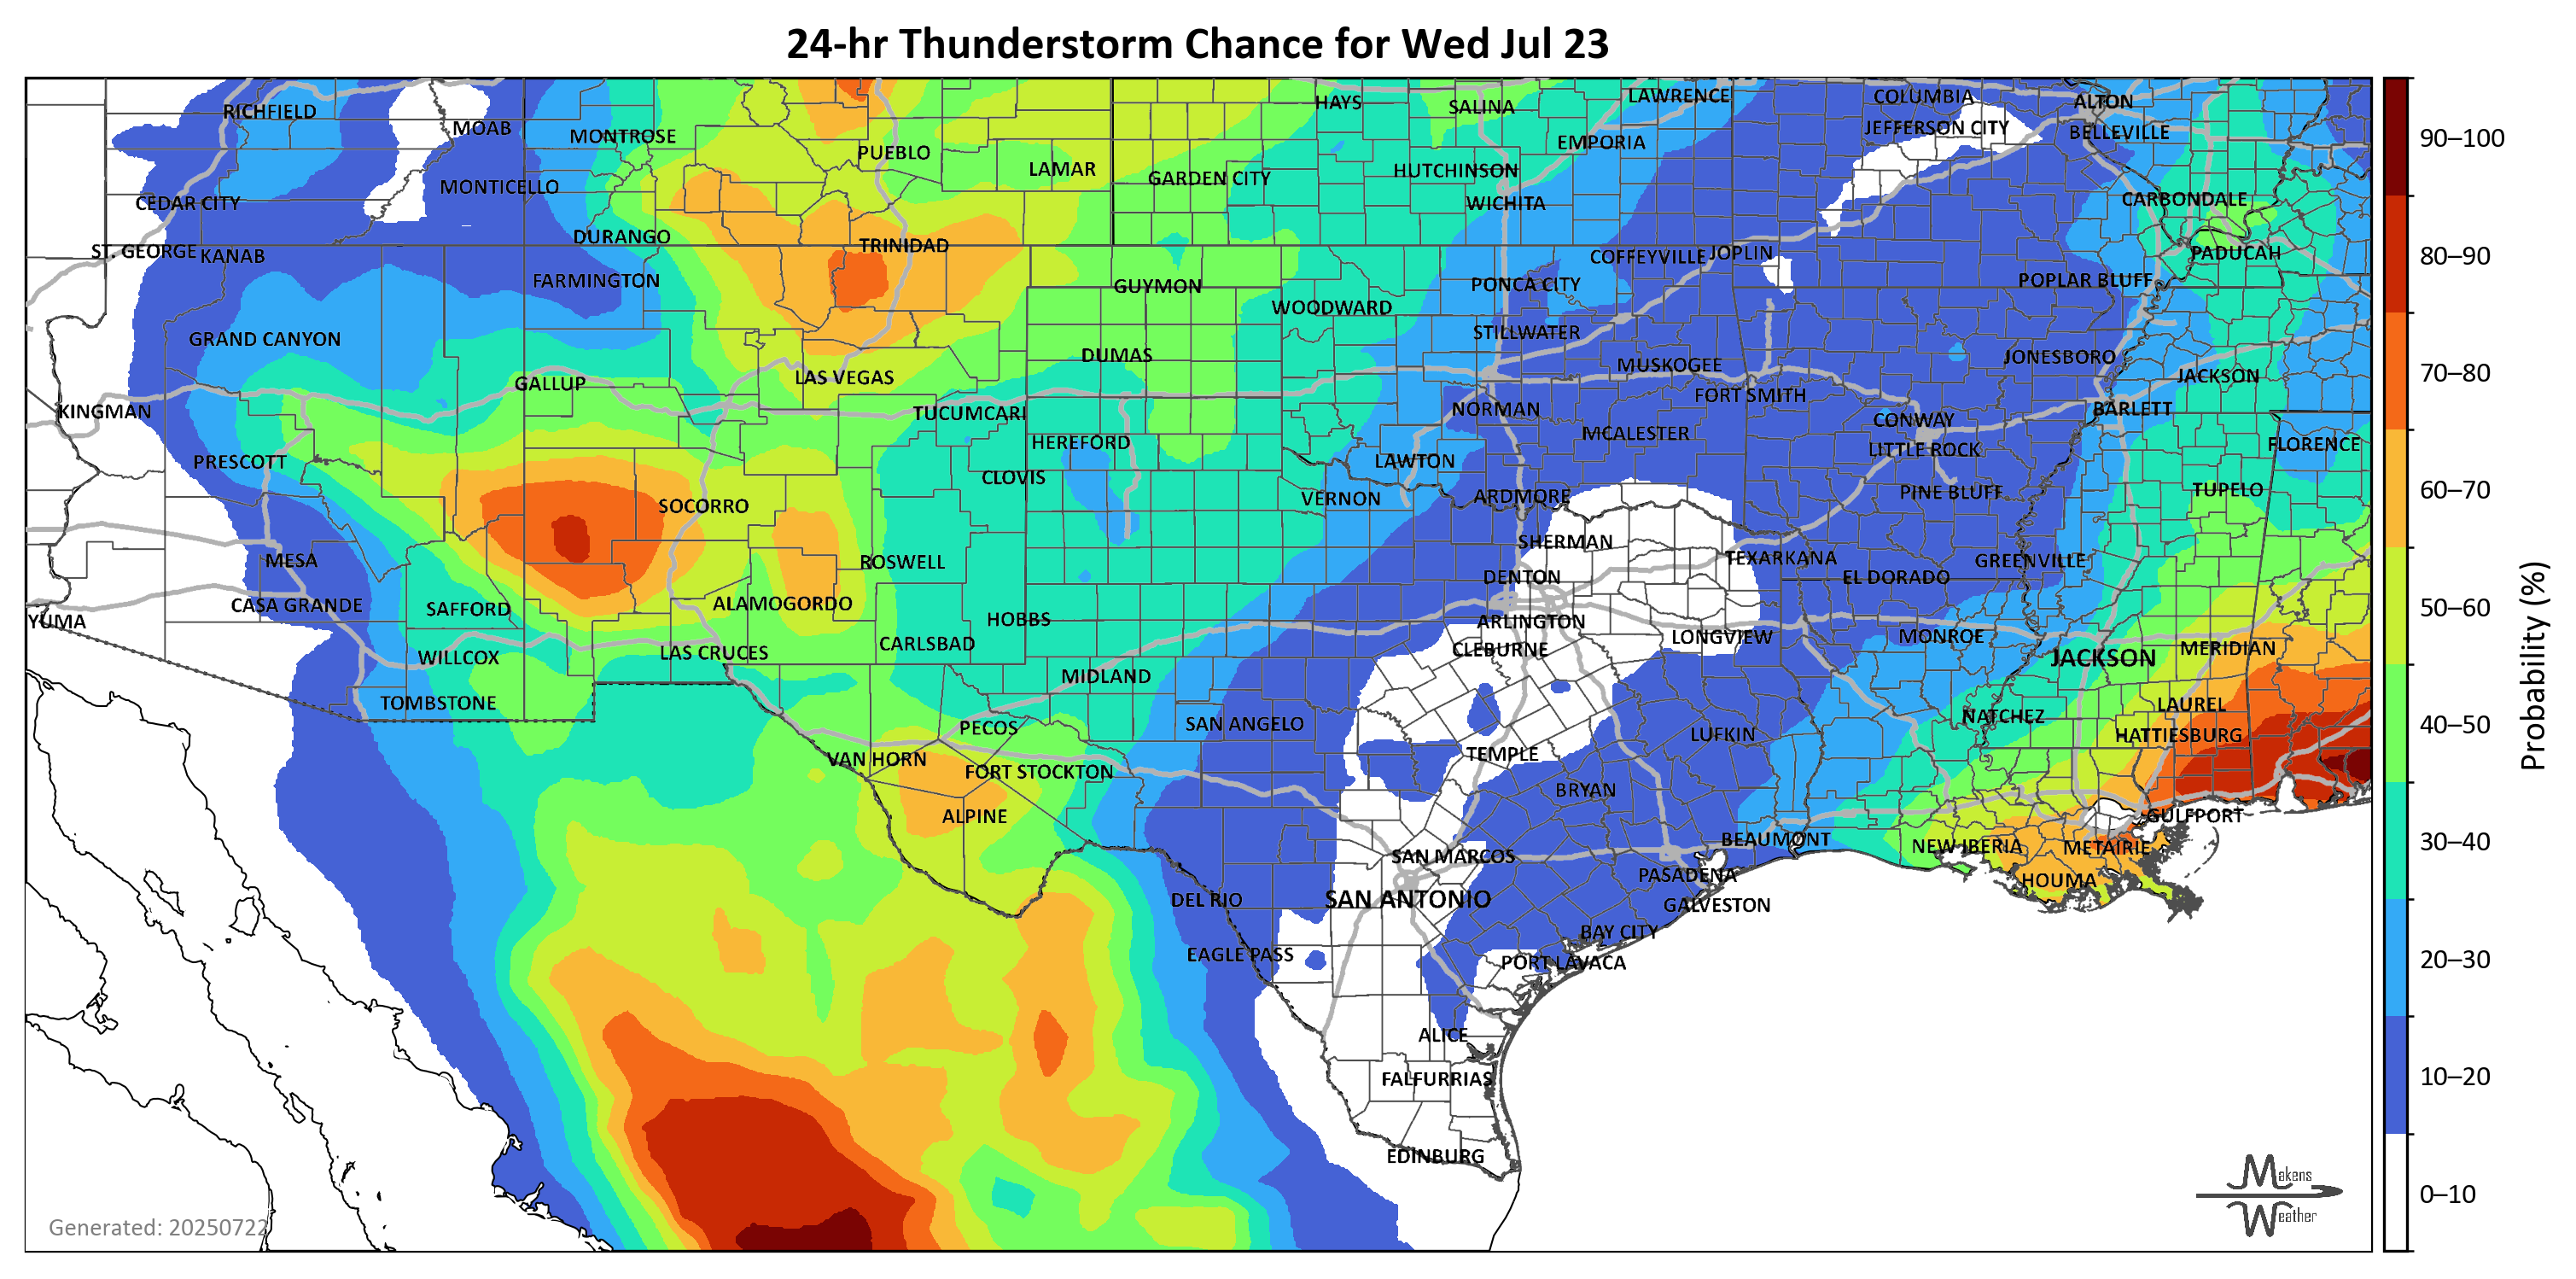 24-hr Thunderstorm Chance for Wed Jul 23
RICHFIELD
MOAB
MONTROSE
PUEBLO
LAMAR
GARDEN CITY
HAYS
SALINA
LAWRENCE
EMPORIA
HUTCHINSON
WICHITA
COLUMBIA
JEFFERSON CITY
ALTON
BELLEVILLE
CARBONDALE
PADUCAH
MONTICELLO
CEDAR CITY
ST. GEORGE
KANAB
DURANGO
TRINIDAD
FARMINGTON
GUYMON
WOODWARD
PONCA CITY
COFFEYVILLE
JOPLIN
POPLAR BLUFF
STILLWATER
GRAND CANYON
DUMAS
MUSKOGEE
JONESBORO
GALLUP
LAS VEGAS
FORT SMITH
JACKSON
KINGMAN
TUCUMCARI
NORMAN
BARLETT
CONWAY
HEREFORD
MCALESTER
LITTLE ROCK
FLORENCE
PRESCOTT
CLOVIS
LAWTON
VERNON
ARDMORE
PINE BLUFF
TUPELO
SOCORRO
SHERMAN
MESA
ROSWELL
TEXARKANA
GREENVILLE
DENTON
EL DORADO
CASA GRANDE
SAFFORD
ALAMOGORDO
YUMA
HOBBS
ARLINGTON
LONGVIEW
MONROE
CARLSBAD
LAS CRUCES
WILLCOX
CLEBURNE
JACKSON
MERIDIAN
MIDLAND
TOMBSTONE
LAUREL
PECOS
SAN ANGELO
NATCHEZ
LUFKIN
HATTIESBURG
VAN HORN
TEMPLE
FORT STOCKTON
BRYAN
ALPINE
GULFPORT
BEAUMONT
NEW IBERIA
METAIRIE
SAN MARCOS
PASADENA
HOUMA
DEL RIO
SAN ANTONIO
GALVESTON
BAY CITY
EAGLE PASS
PORT LAVACA
ALICE
FALFURRIAS
EDINBURG
Generated: 20250722
Makens
Weather
90–100
80–90
70–80
60–70
50–60
40–50
30–40
20–30
10–20
0–10
Probability (%)